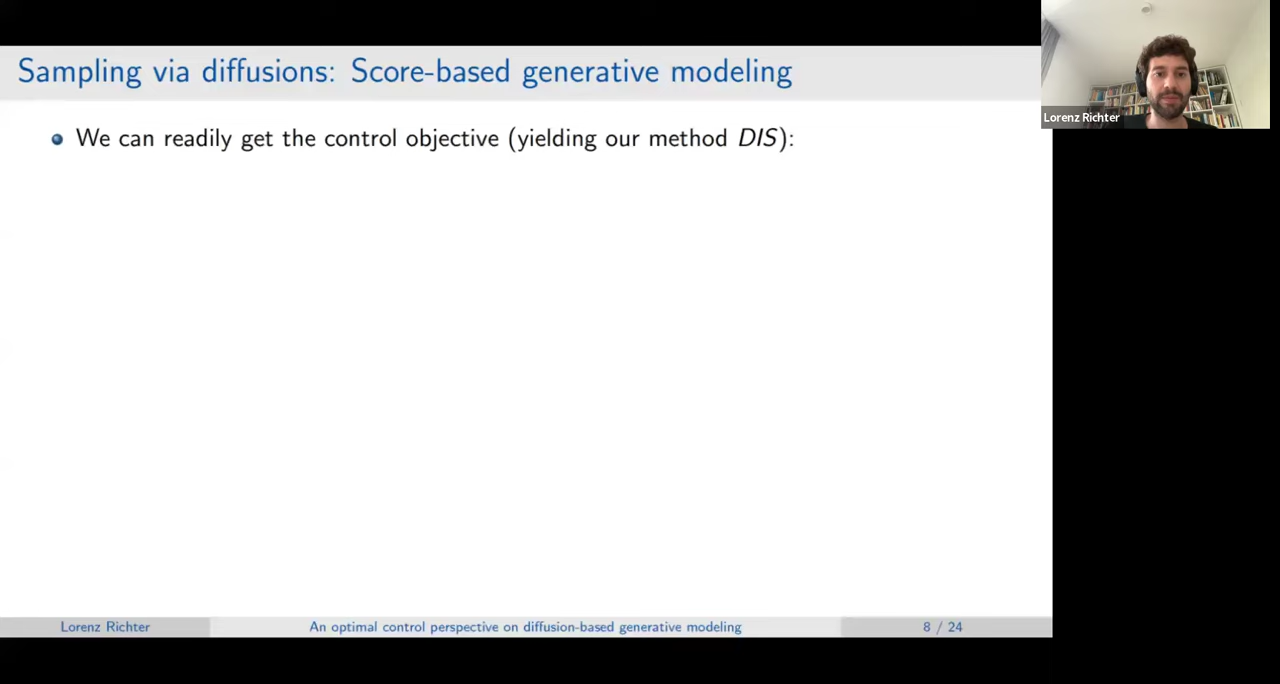 Sampling via diffusions: Score-based generative modeling
Lorenz Richter
We can readily get the control objective (yielding our method DIS):
Lorenz Richter
An optimal control perspective on diffusion-based generative modeling
8 / 24